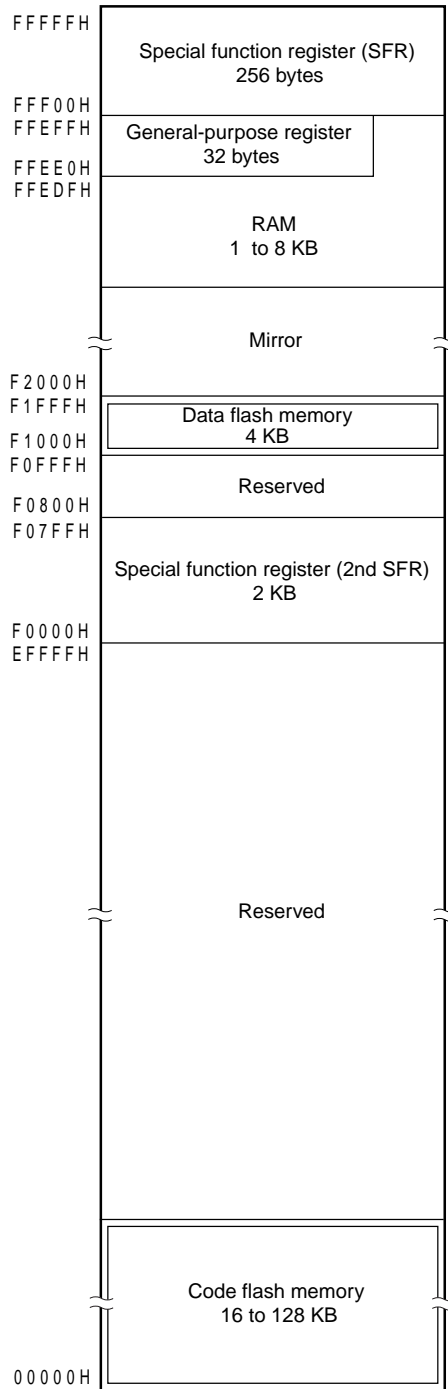 FFFFFH
Special function register (SFR)
256 bytes
FFF00H
FFEFFH
General-purpose register
32 bytes
FFEE0H
FFEDFH
RAM
1 to 8 KB
Mirror
F2000H
F1FFFH
Data flash memory
4 KB
F1000H
F0FFFH
Reserved
F0800H
F07FFH
Special function register (2nd SFR)
2 KB
F0000H
EFFFFH
Reserved
Code flash memory
16 to 128 KB
00000H